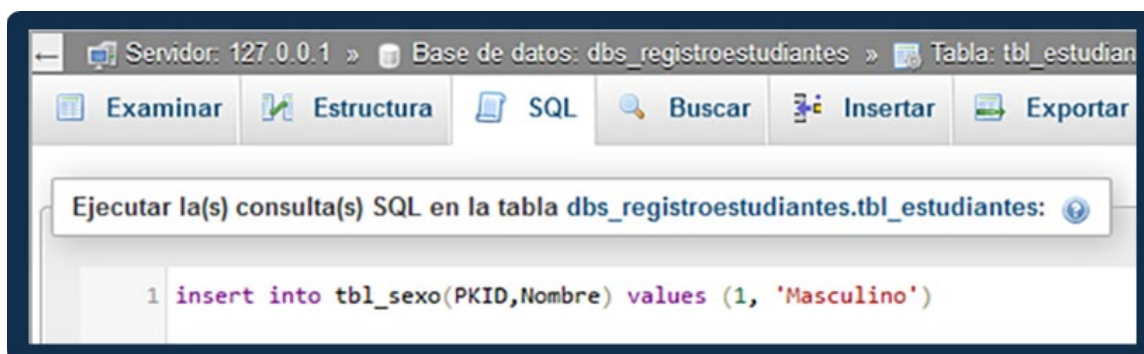 Servidor: 127.0.0.1 » Base de datos: dbs_registroestudiantes » Tabla: tbl_estudian
Examinar Estructura SQL Buscar Insertar Exportar
Ejecutar la(s) consulta(s) SQL en la tabla dbs_registroestudiantes.tbl_estudiantes:
1 insert into tbl_sexo(PKID,Nombre) values (1, 'Masculino')